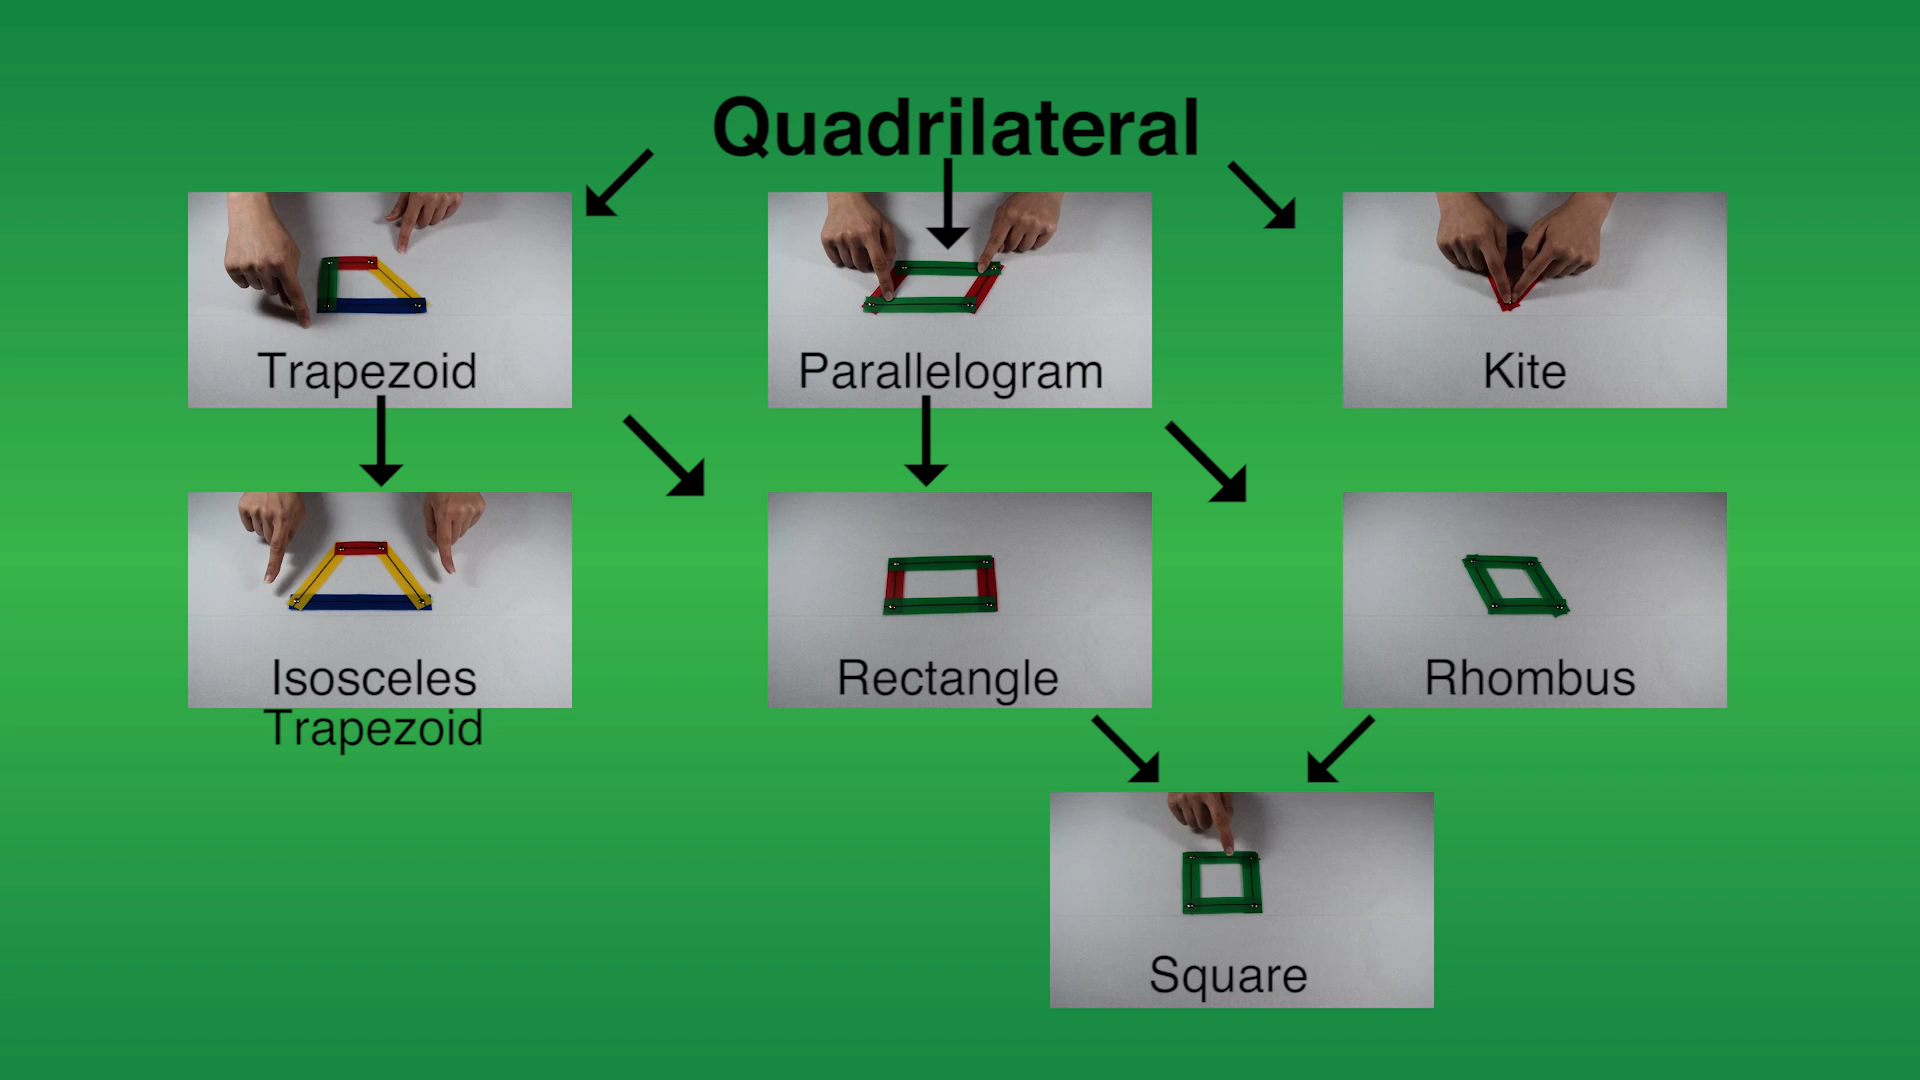 Quadrilateral
Trapezoid
Parallelogram
Kite
Isosceles
Trapezoid
Rectangle
Rhombus
Square